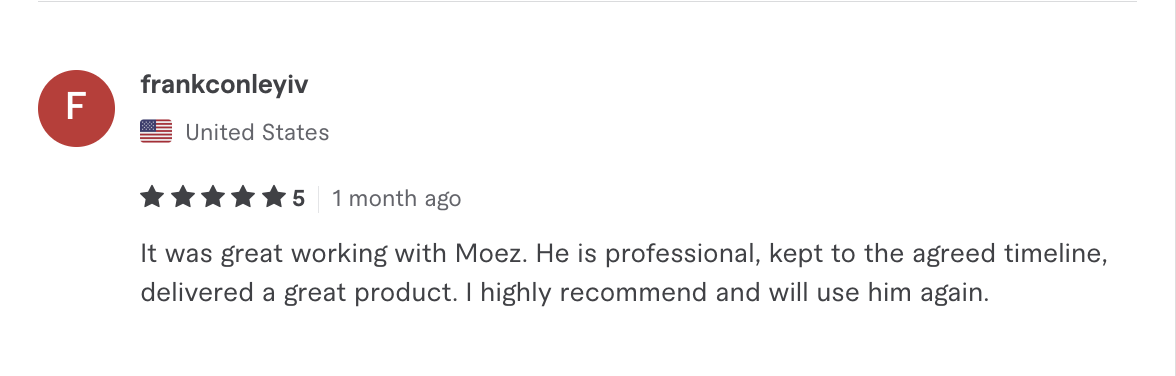 F
frankconleyiv
United States
5
1 month ago
It was great working with Moez. He is professional, kept to the agreed timeline,
delivered a great product. I highly recommend and will use him again.